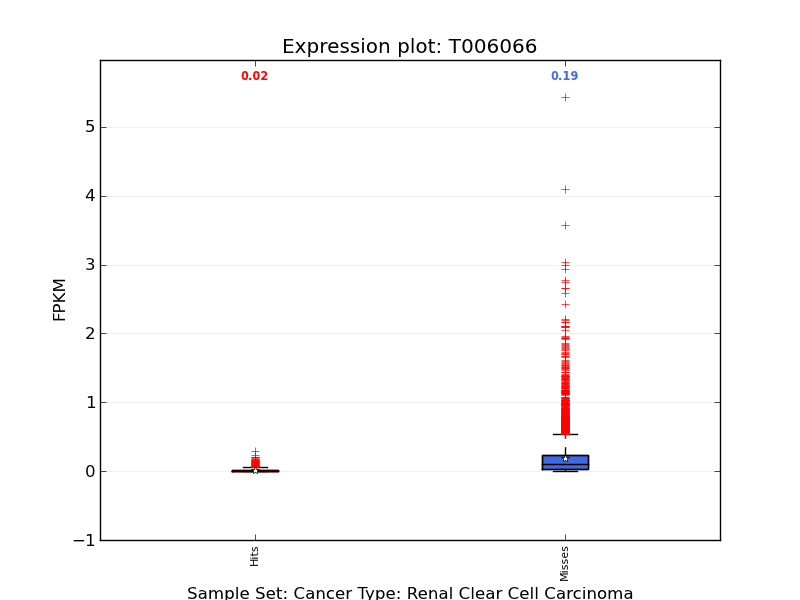 Expression plot: T006066
0.02 0.19
5
4
3
2
1
0
−1
FPKM
Hits Misses
Sample Set: Cancer Type: Renal Clear Cell Carcinoma